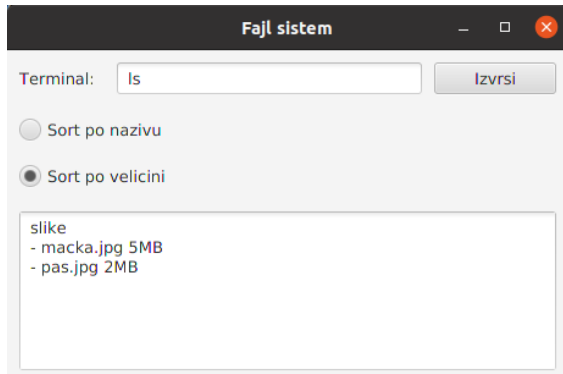 Fajl sistem
Terminal: ls Izvrsi
Sort po nazivu
Sort po velicini
slike
- macka.jpg 5MB
- pas.jpg 2MB